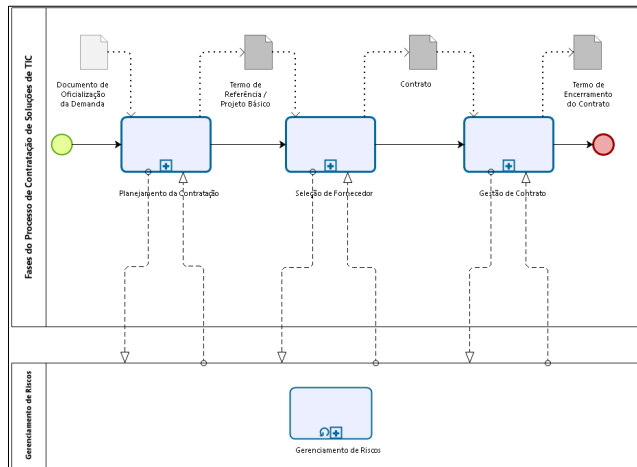 Fases do Processo de Contratação de Soluções de TIC
Documento de
Oficialização
da Demanda
Termo de
Referência /
Projeto Básico
Contrato
Termo de
Encerramento
do Contrato
Planejamento da Contratação
Seleção de Fornecedor
Gestão de Contrato
Gerenciamento de Riscos
Gerenciamento de Riscos